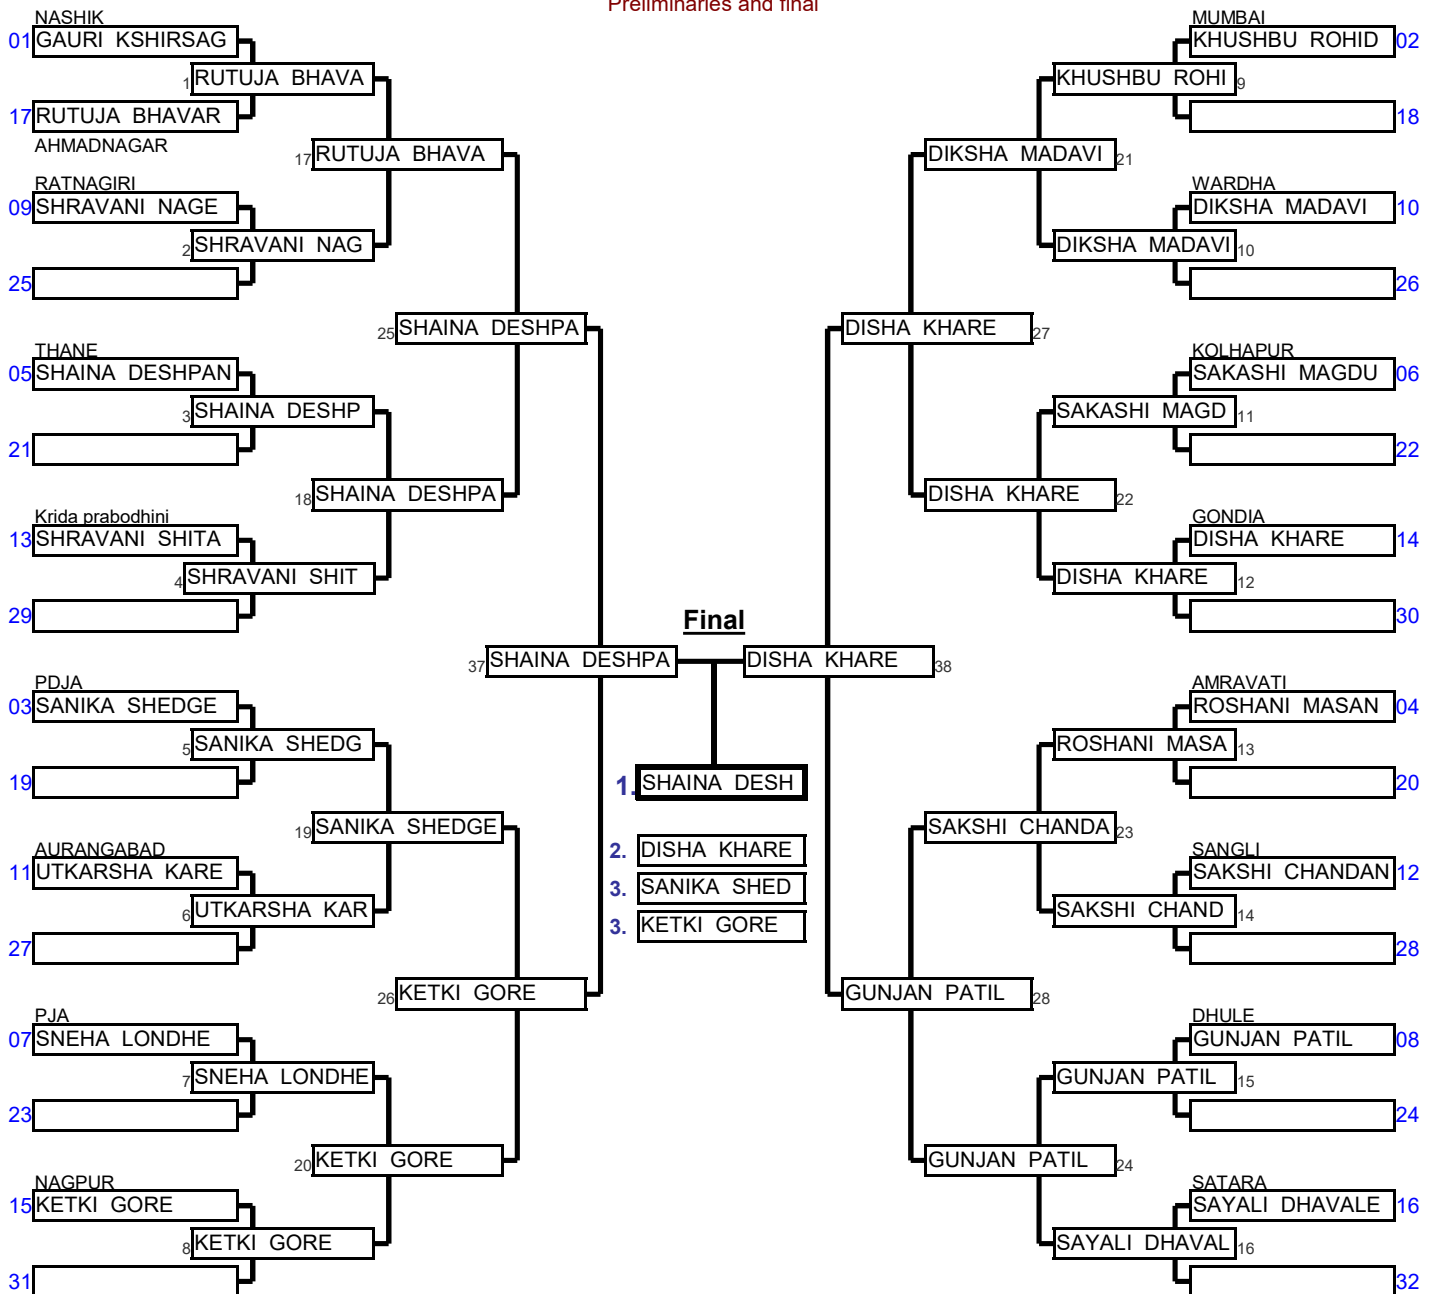 Preliminaries and final
NASHIK
01 GAURI KSHIRSAG
1 RUTUJA BHAVA
17 RUTUJA BHAVAR
AHMADNAGAR
17 RUTUJA BHAVA
RATNAGIRI
09 SHRAVANI NAGE
2 SHRAVANI NAG
25
25 SHAINA DESHPA
THANE
05 SHAINA DESHPAN
3 SHAINA DESHP
21
18 SHAINA DESHPA
Krida prabodhini
13 SHRAVANI SHITA
4 SHRAVANI SHIT
29
37 SHAINA DESHPA
PDJA
03 SANIKA SHEDGE
5 SANIKA SHEDG
19
19 SANIKA SHEDGE
AURANGABAD
11 UTKARSHA KARE
6 UTKARSHA KAR
27
26 KETKI GORE
PJA
07 SNEHA LONDHE
7 SNEHA LONDHE
23
20 KETKI GORE
NAGPUR
15 KETKI GORE
8 KETKI GORE
31
Final
1. SHAINA DESH
2. DISHA KHARE
3. SANIKA SHED
3. KETKI GORE
MUMBAI
KHUSHBU ROHID 02
KHUSHBU ROHI 9
18
DIKSHA MADAVI 21
WARDHA
DIKSHA MADAVI 10
DIKSHA MADAVI 10
26
DISHA KHARE 27
KOLHAPUR
SAKASHI MAGDU 06
SAKASHI MAGD 11
22
DISHA KHARE 22
GONDIA
DISHA KHARE 14
DISHA KHARE 12
30
DISHA KHARE 38
AMRAVATI
ROSHANI MASAN 04
ROSHANI MASA 13
20
SAKSHI CHANDA 23
SANGLI
SAKSHI CHANDAN 12
SAKSHI CHAND 14
28
GUNJAN PATIL 28
DHULE
GUNJAN PATIL 08
GUNJAN PATIL 15
24
GUNJAN PATIL 24
SATARA
SAYALI DHAVALE 16
SAYALI DHAVAL 16
32